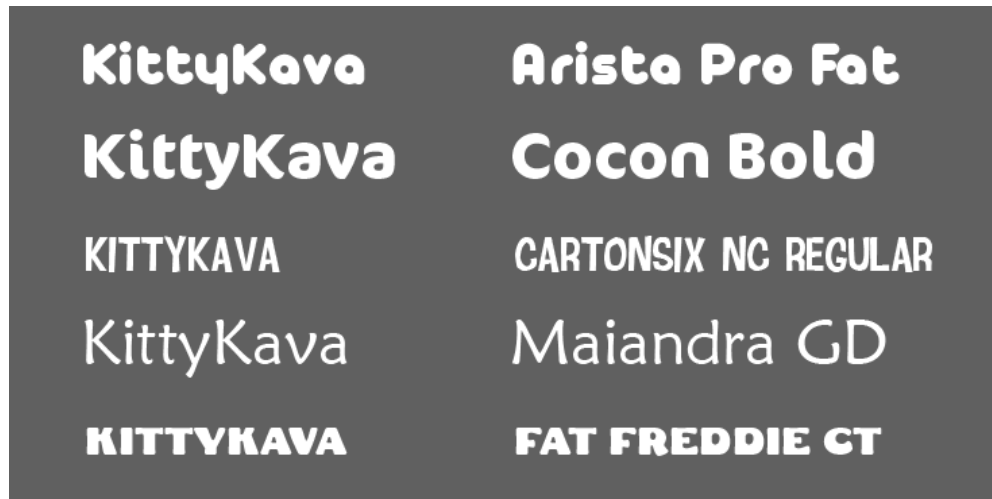 KittyKava Arista Pro Fat
KittyKava Cocon Bold
KITTYKAVA CARTONSIX NC REGULAR
KittyKava Maiandra GD
KITTYKAVA FAT FREDDIE CT